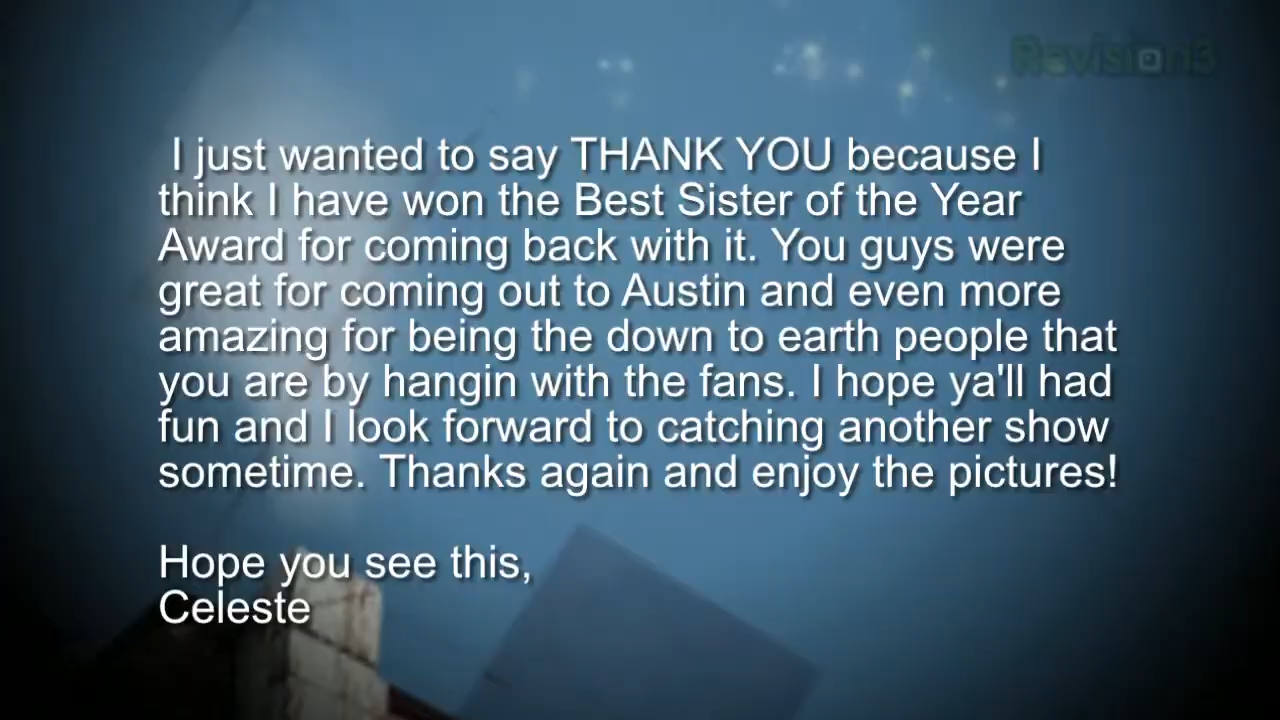 Revision3
I just wanted to say THANK YOU because I
think I have won the Best Sister of the Year
Award for coming back with it. You guys were
great for coming out to Austin and even more
amazing for being the down to earth people that
you are by hangin with the fans. I hope ya'll had
fun and I look forward to catching another show
sometime. Thanks again and enjoy the pictures!
Hope you see this,
Celeste